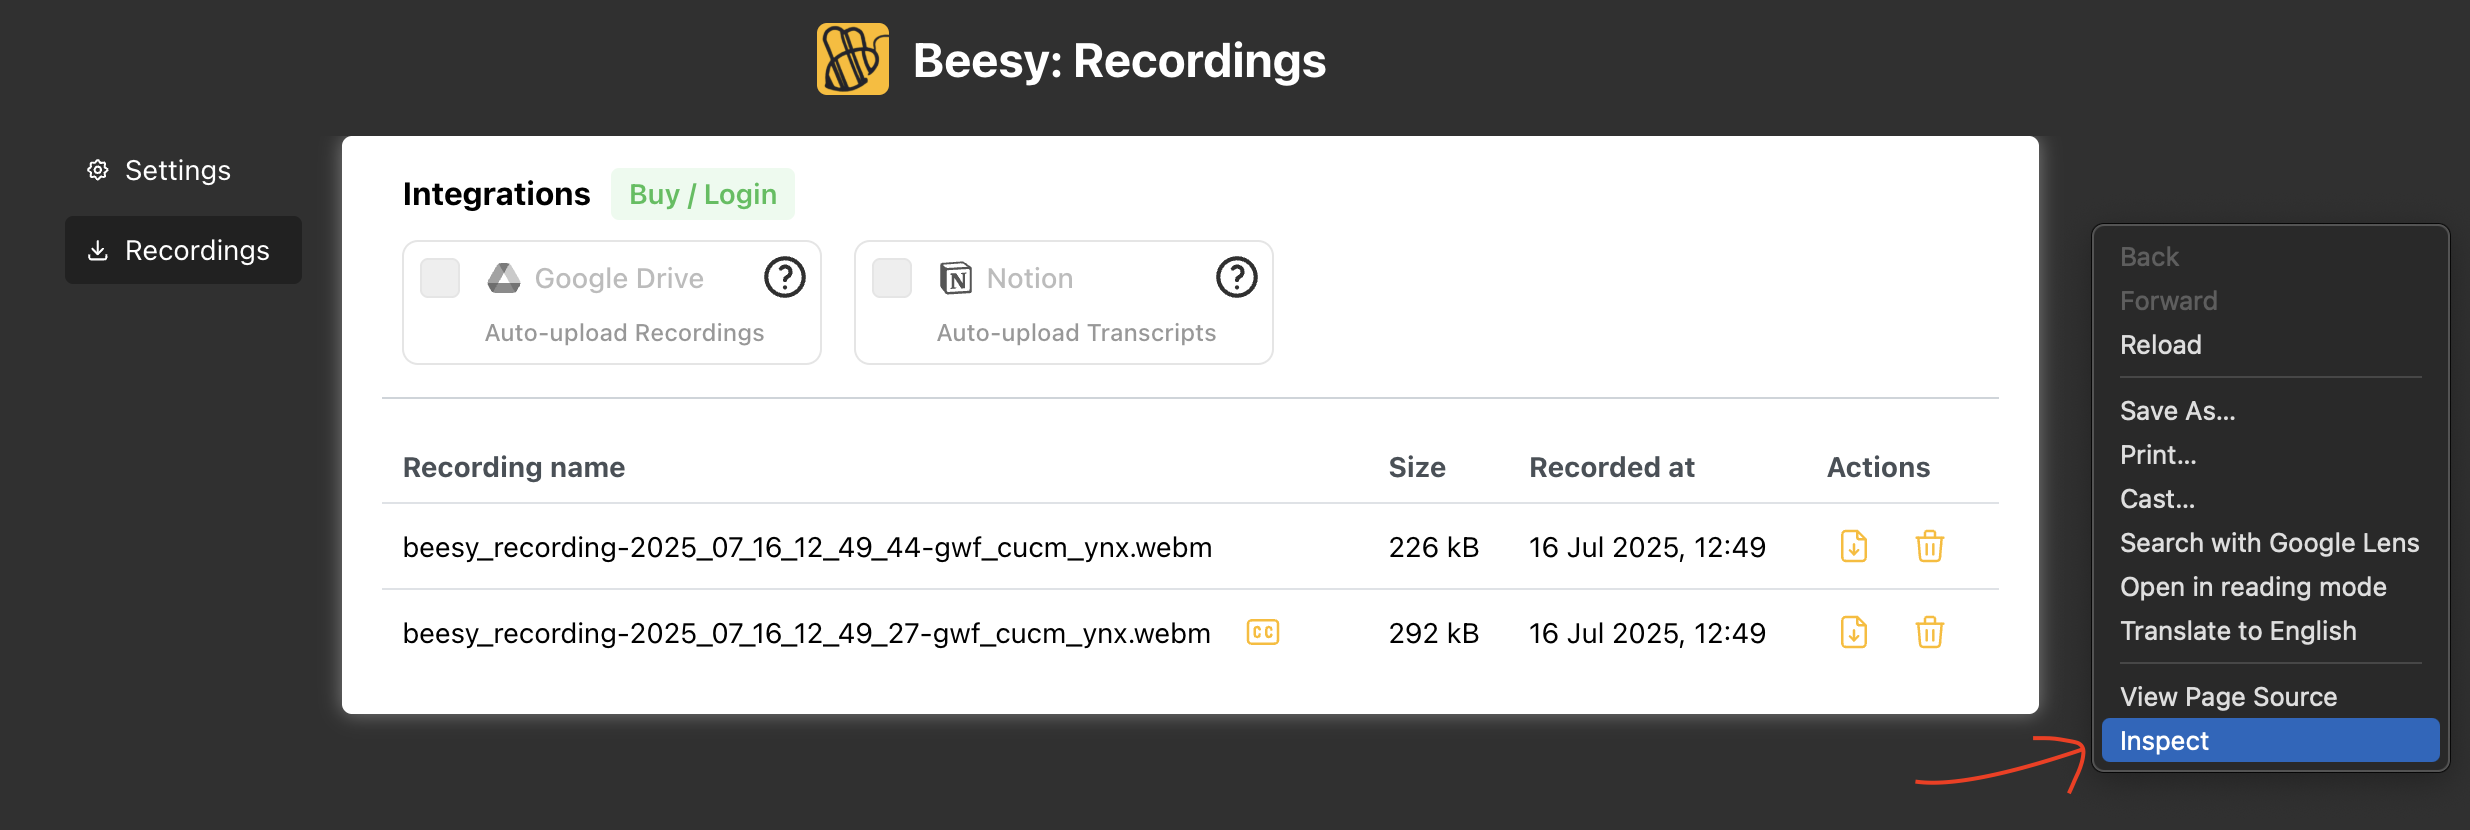 Beesy: Recordings
Settings
Recordings
Integrations Buy / Login
Google Drive
Auto-upload Recordings
Notion
Auto-upload Transcripts
Recording name Size Recorded at Actions
beesy_recording-2025_07_16_12_49_44-gwf_cucm_ynx.webm 226 kB 16 Jul 2025, 12:49
beesy_recording-2025_07_16_12_49_27-gwf_cucm_ynx.webm CC 292 kB 16 Jul 2025, 12:49
Back
Forward
Reload
Save As...
Print...
Cast...
Search with Google Lens
Open in reading mode
Translate to English
View Page Source
Inspect